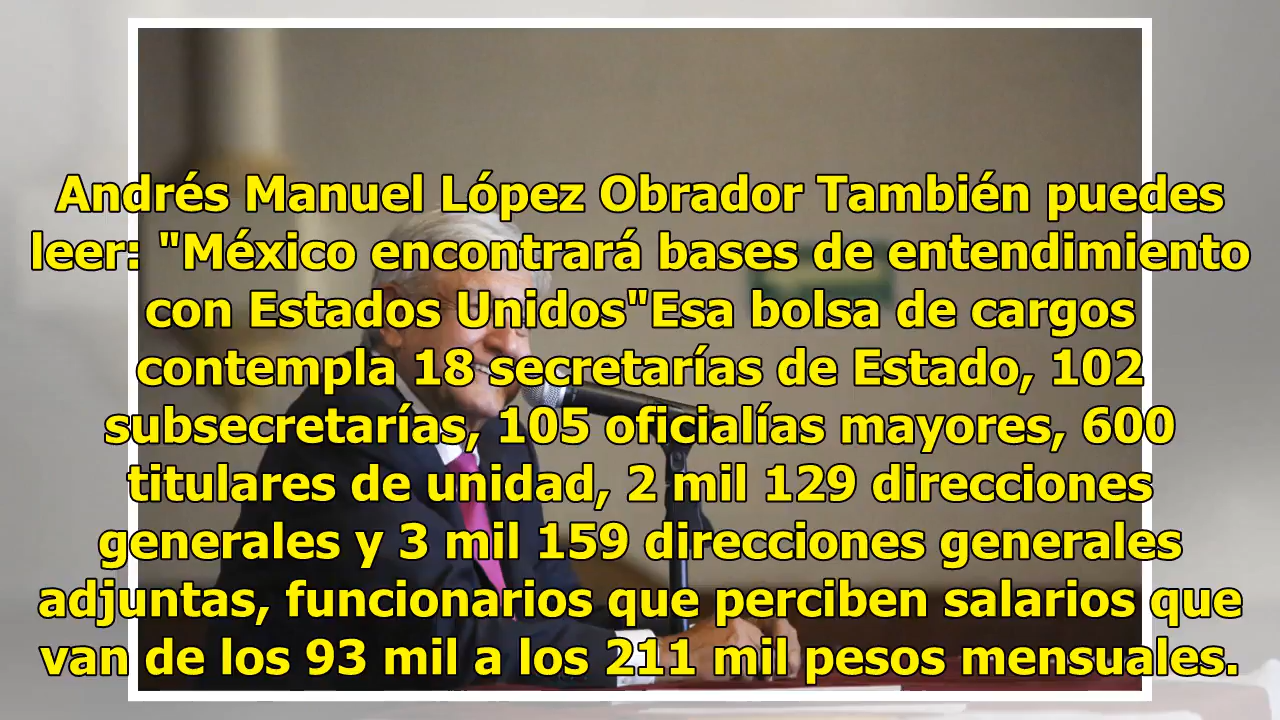 Andrés Manuel López Obrador También puedes
leer: "México encontrará bases de entendimiento
con Estados Unidos"Esa bolsa de cargos
contempla 18 secretarías de Estado, 102
subsecretarías, 105 oficialías mayores, 600
titulares de unidad, 2 mil 129 direcciones
generales y 3 mil 159 direcciones generales
adjuntas, funcionarios que perciben salarios que
van de los 93 mil a los 211 mil pesos mensuales.